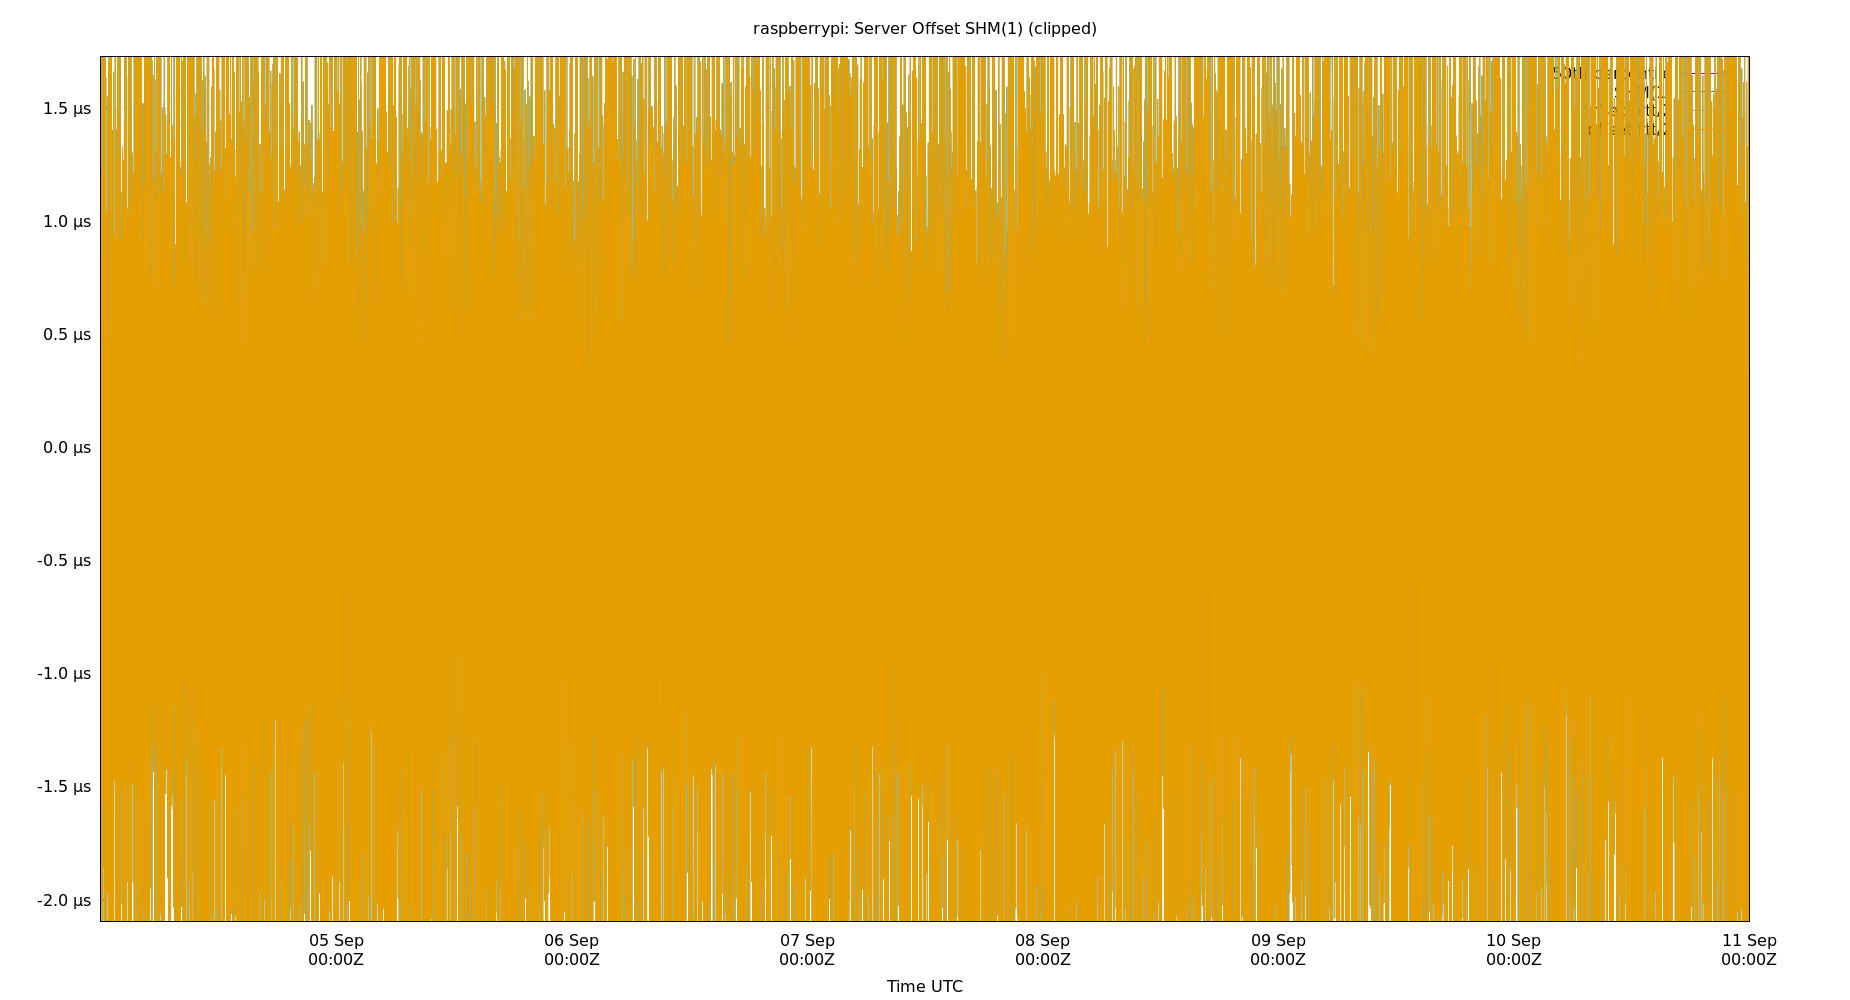 raspberrypi: Server Offset SHM(1) (clipped)
1.5 µs
1.0 µs
0.5 µs
0.0 µs
-0.5 µs
-1.0 µs
-1.5 µs
-2.0 µs
05 Sep
00:00Z
06 Sep
00:00Z
07 Sep
00:00Z
08 Sep
00:00Z
09 Sep
00:00Z
10 Sep
00:00Z
11 Sep
00:00Z
Time UTC